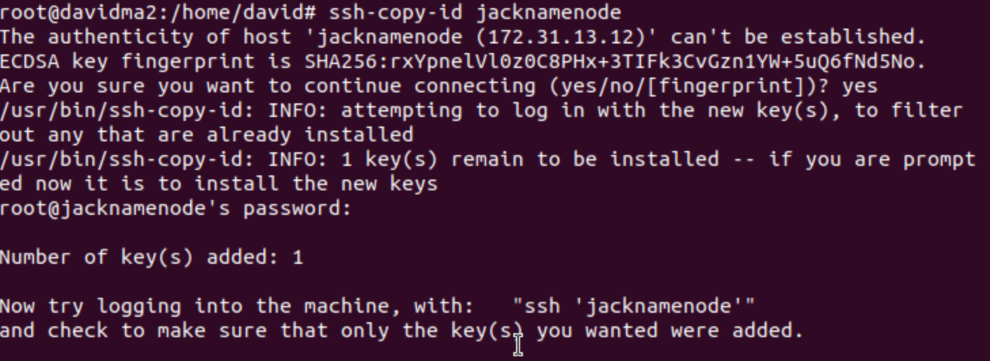 root@davidma2:/home/david# ssh-copy-id jacknamenode
The authenticity of host 'jacknamenode (172.31.13.12)' can't be established.
ECDSA key fingerprint is SHA256:rxYpnelVl0z0C8PHx+3TIFk3CvGzn1YW+5uQ6fNd5No.
Are you sure you want to continue connecting (yes/no/[fingerprint])? yes
/usr/bin/ssh-copy-id: INFO: attempting to log in with the new key(s), to filter
out any that are already installed
/usr/bin/ssh-copy-id: INFO: 1 key(s) remain to be installed -- if you are prompt
ed now it is to install the new keys
root@jacknamenode's password:
Number of key(s) added: 1
Now try logging into the machine, with:   "ssh 'jacknamenode'"
and check to make sure that only the key(s) you wanted were added.